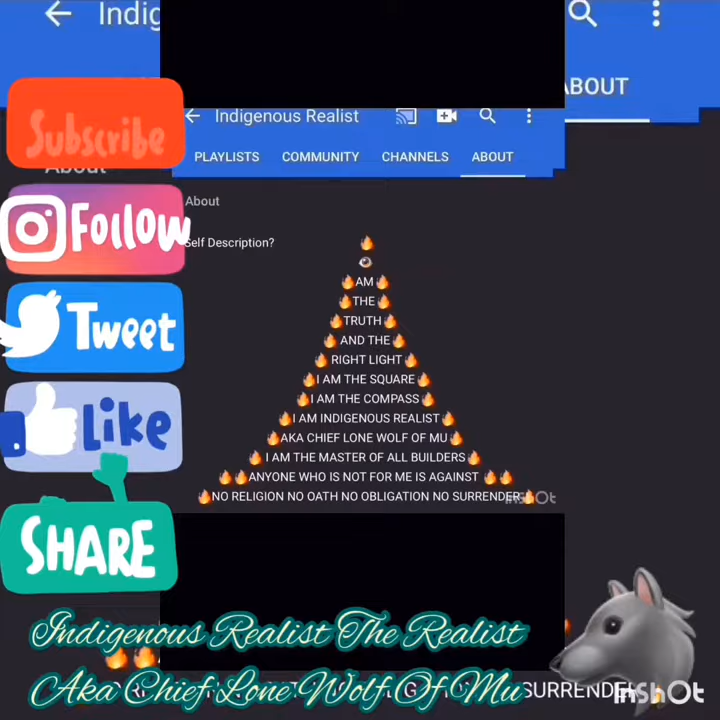 Indig
ABOUT
Indigenous Realist
PLAYLISTS COMMUNITY CHANNELS ABOUT
About
About
Self Description?
AM
THE
TRUTH
AND THE
RIGHT LIGHT
I AM THE SQUARE
I AM THE COMPASS
I AM INDIGENOUS REALIST
AKA CHIEF LONE WOLF OF MU
I AM THE MASTER OF ALL BUILDERS
ANYONE WHO IS NOT FOR ME IS AGAINST
NO RELIGION NO OATH NO OBLIGATION NO SURRENDER
InShOt
Subscribe
Follow
Tweet
Like
SHARE
Indigenous Realist The Realist
Aka Chief Lone Wolf Of Mu
SURRENDER
InShOt